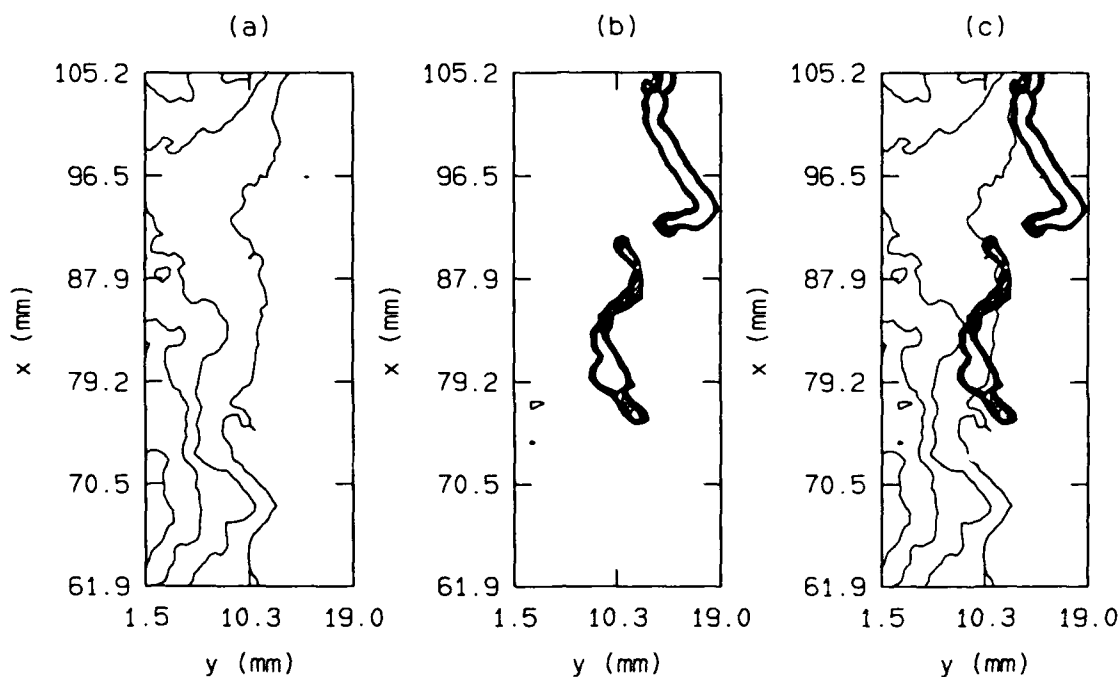 (a) (b) (c)
105.2 105.2 105.2
96.5 96.5 96.5
87.9 87.9 87.9
x (mm) x (mm) x (mm)
79.2 79.2 79.2
70.5 70.5 70.5
61.9 61.9 61.9
1.5 10.3 19.0 1.5 10.3 19.0 1.5 10.3 19.0
y (mm) y (mm) y (mm)